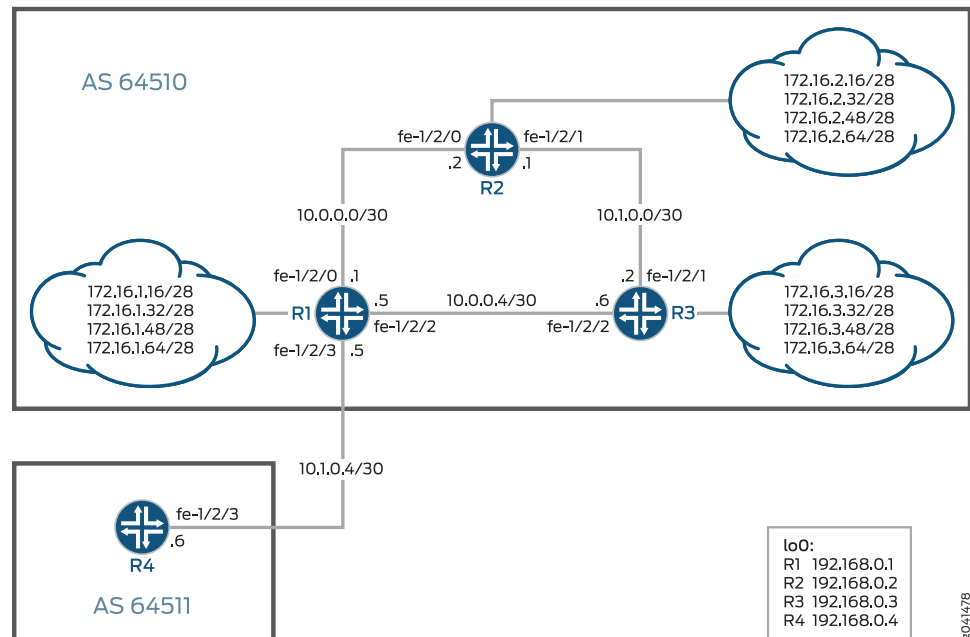 AS 64510
172.16.2.16/28
172.16.2.32/28
172.16.2.48/28
172.16.2.64/28
fe-1/2/0
fe-1/2/1
.2
.1
R2
10.0.0.0/30
10.1.0.0/30
172.16.1.16/28
172.16.1.32/28
172.16.1.48/28
172.16.1.64/28
fe-1/2/0
.1
R1
.5
fe-1/2/2
fe-1/2/3
.5
10.0.0.4/30
.2
fe-1/2/1
.6
fe-1/2/2
R3
172.16.3.16/28
172.16.3.32/28
172.16.3.48/28
172.16.3.64/28
10.1.0.4/30
fe-1/2/3
.6
R4
AS 64511
lo0:
R1 192.168.0.1
R2 192.168.0.2
R3 192.168.0.3
R4 192.168.0.4
041478